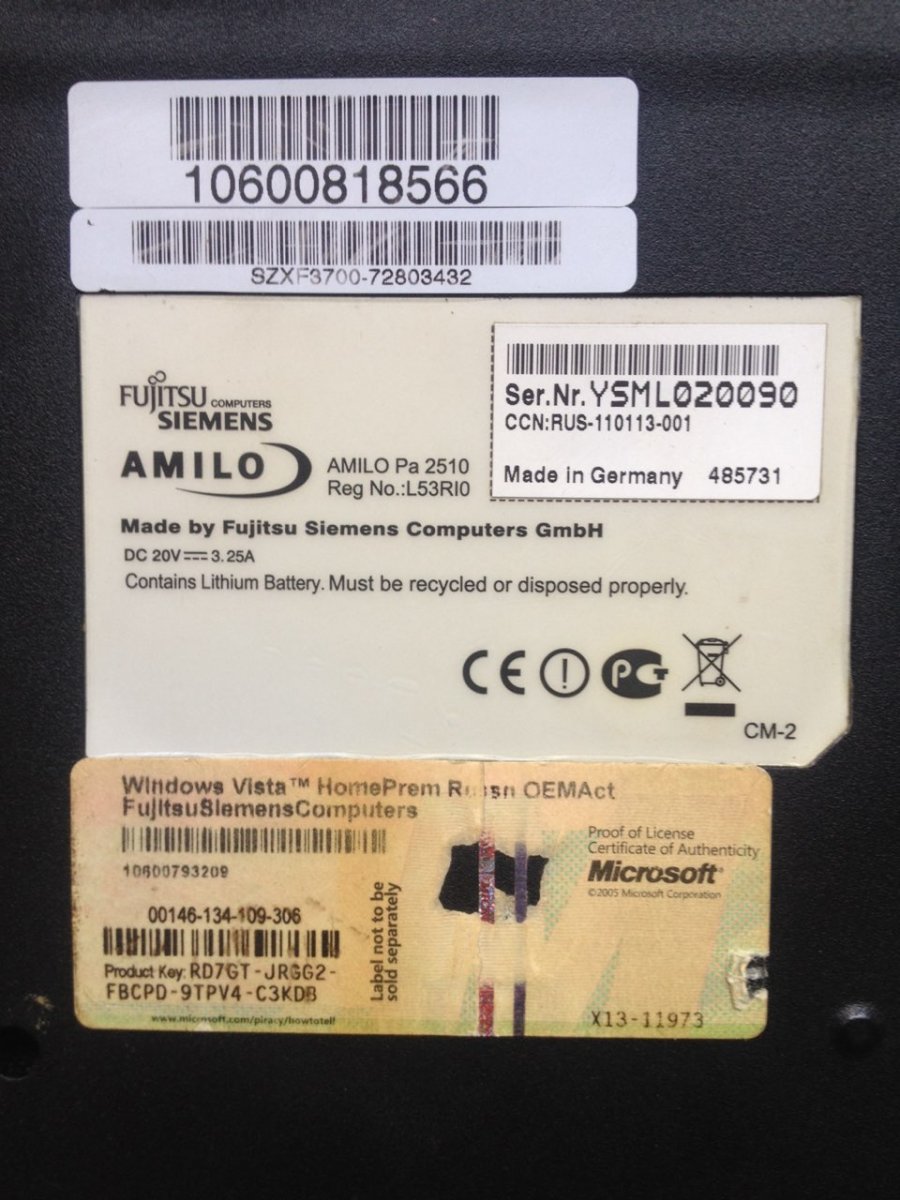 10600818566
SZXF3700-72803432
FUJITSU COMPUTERS
SIEMENS
AMILO
AMILO Pa 2510
Reg No.:L53RI0
Ser.Nr.YSML020090
CCN:RUS-110113-001
Made in Germany 485731
Made by Fujitsu Siemens Computers GmbH
DC 20V 3.25A
Contains Lithium Battery. Must be recycled or disposed properly.
CE
CM-2
Windows Vista™ HomePrem OEMAct
FujitsuSiemensComputers
10600793209
00146-134-109-306
Product Key: RD7GT-JRGG2-
FBCPD-9TPV4-C3KDB
www.microsoft.com/piracy/howtotell
Label not to be
sold separately
Proof of License
Certificate of Authenticity
Microsoft®
©2005 Microsoft Corporation
X13-11973